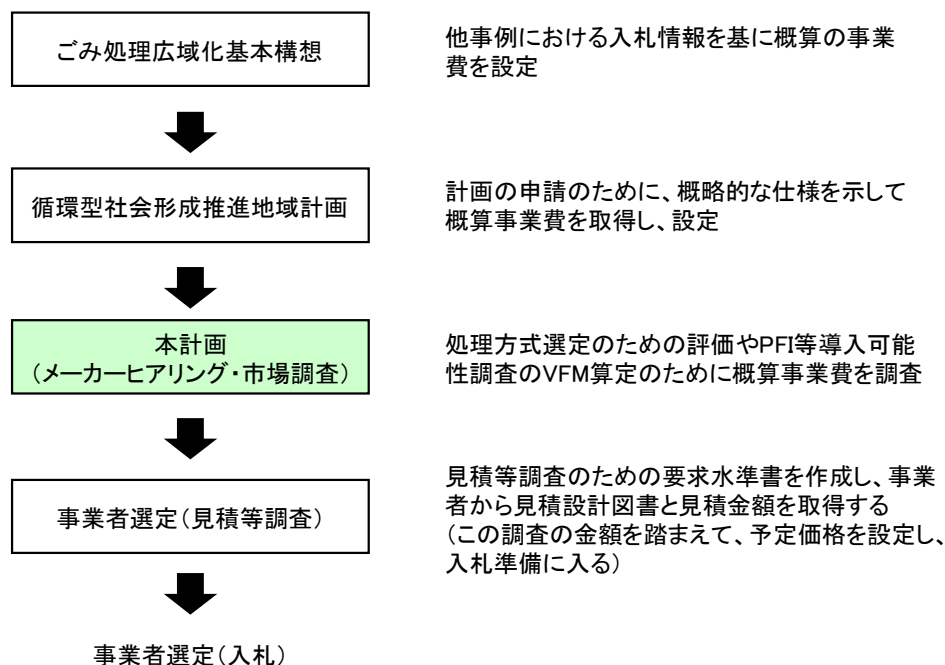 ごみ処理広域化基本構想
他事例における入札情報を基に概算の事業
費を設定
循環型社会形成推進地域計画
計画の申請のために、概略的な仕様を示して
概算事業費を取得し、設定
本計画
（メーカーヒアリング・市場調査）
処理方式選定のための評価やPFI等導入可能
性調査のVFM算定のために概算事業費を調査
事業者選定（見積等調査）
見積等調査のための要求水準書を作成し、事業
者から見積設計図書と見積金額を取得する
（この調査の金額を踏まえて、予定価格を設定し、
入札準備に入る）
事業者選定（入札）